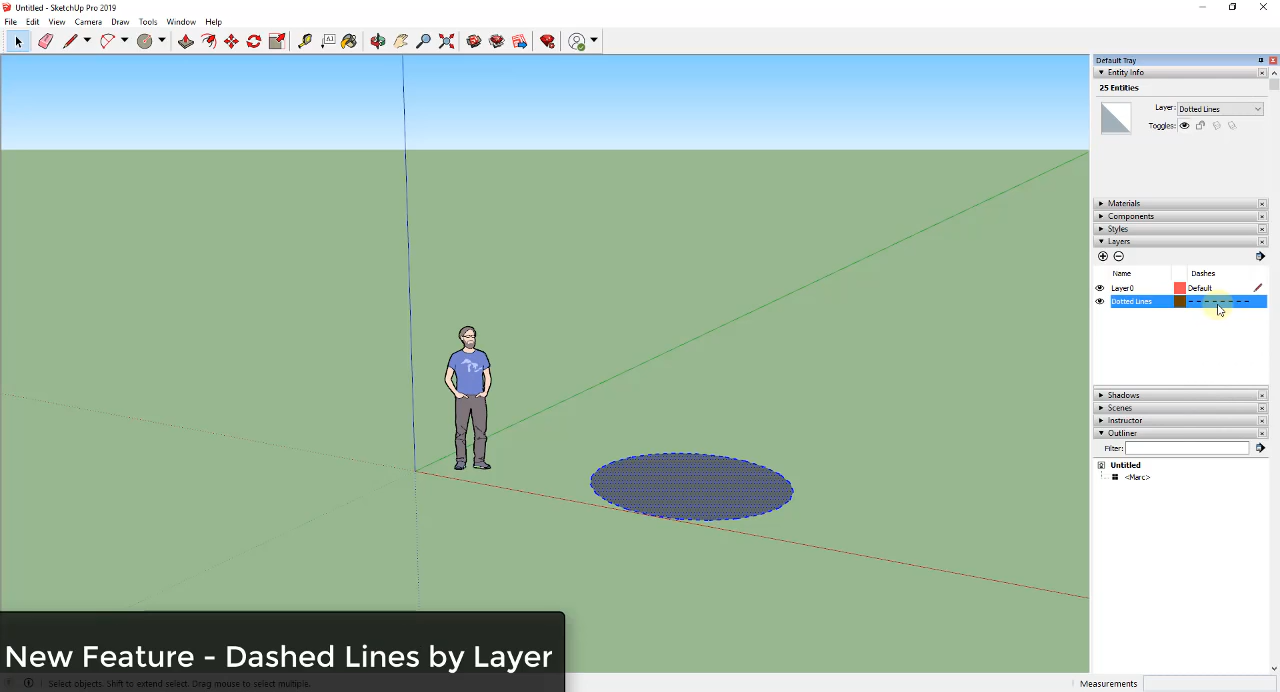 Untitled - SketchUp Pro 2019
File Edit View Camera Draw Tools Window Help
Default Tray
Entity Info
25 Entities
Layer: Dotted Lines
Toggles:
Materials
Components
Styles
Layers
Name Dashes
Layer0 Default
Dotted Lines
Shadows
Scenes
Instructor
Outliner
Filter:
Untitled
<Marc>
New Feature - Dashed Lines by Layer
Select objects. Shift to extend select. Drag mouse to select multiple.
Measurements